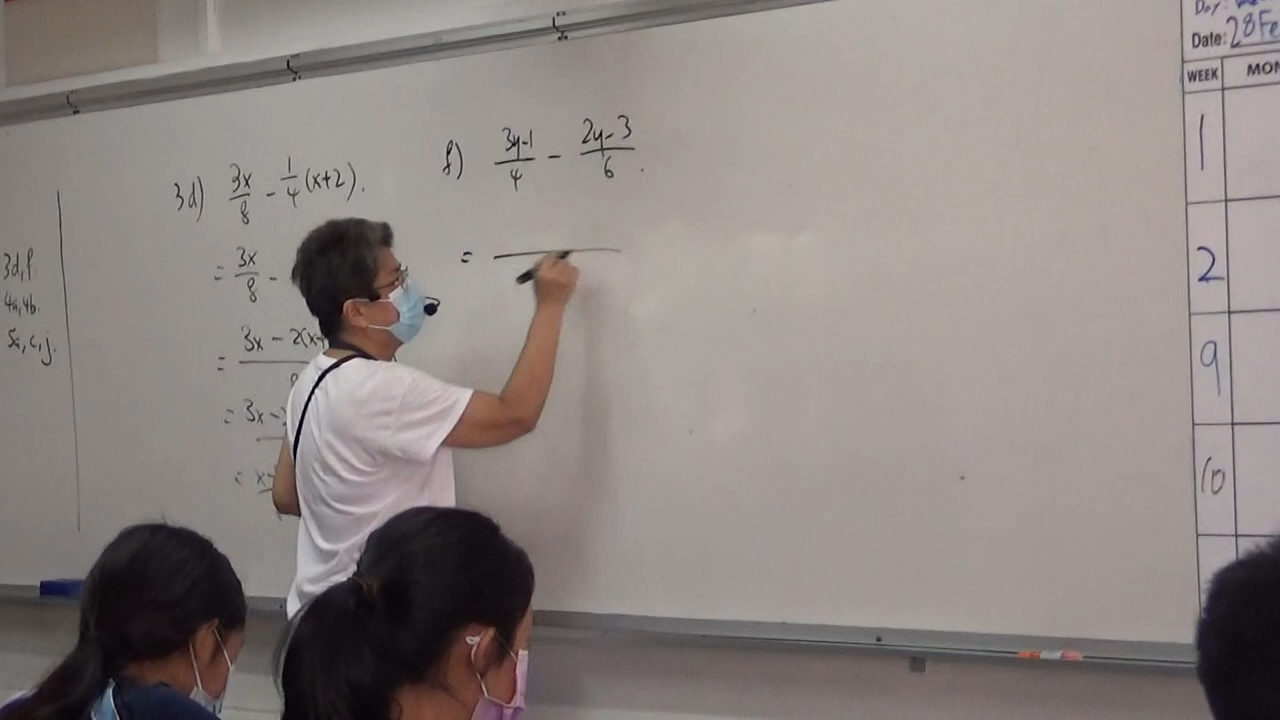 3d,f.
4a,4b.
5a,c,j.
3d) 3x/8 - 1/4 (x+2).
= 3x/8 -
= 3x - 2(x+
= 3x -
= x
f) 3y-1/4 - 2y-3/6.
=
Day:
Date: 28 Fe
WEEK MON
1
2
9
10